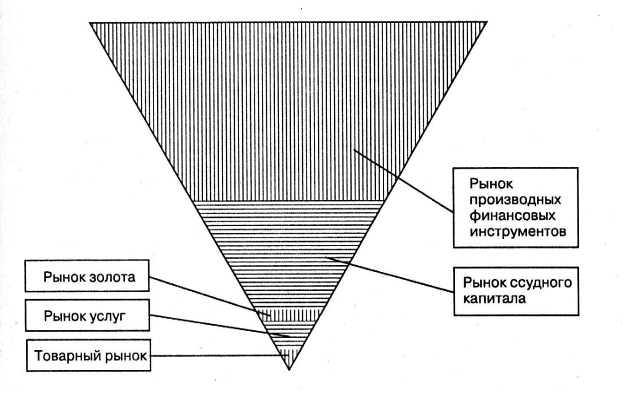 Рынок
производных
финансовых
инструментов
Рынок золота
Рынок ссудного
капитала
Рынок услуг
Товарный рынок